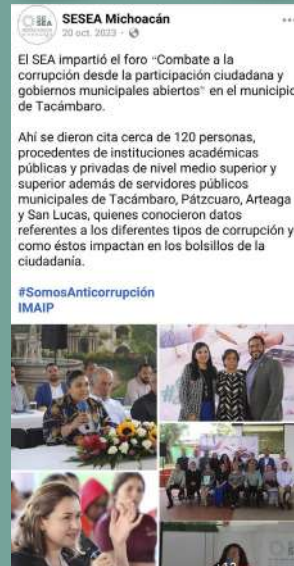 SESEA Michoacán
20 oct. 2023 ·
El SEA impartió el foro "Combate a la
corrupción desde la participación ciudadana y
gobiernos municipales abiertos" en el municipio
de Tacámbaro.
Ahí se dieron cita cerca de 120 personas,
procedentes de instituciones académicas
públicas y privadas de nivel medio superior y
superior además de servidores públicos
municipales de Tacámbaro, Pátzcuaro, Arteaga
y San Lucas, quienes conocieron datos
referentes a los diferentes tipos de corrupción y
como éstos impactan en los bolsillos de la
ciudadanía.
#SomosAnticorrupción
IMAIP